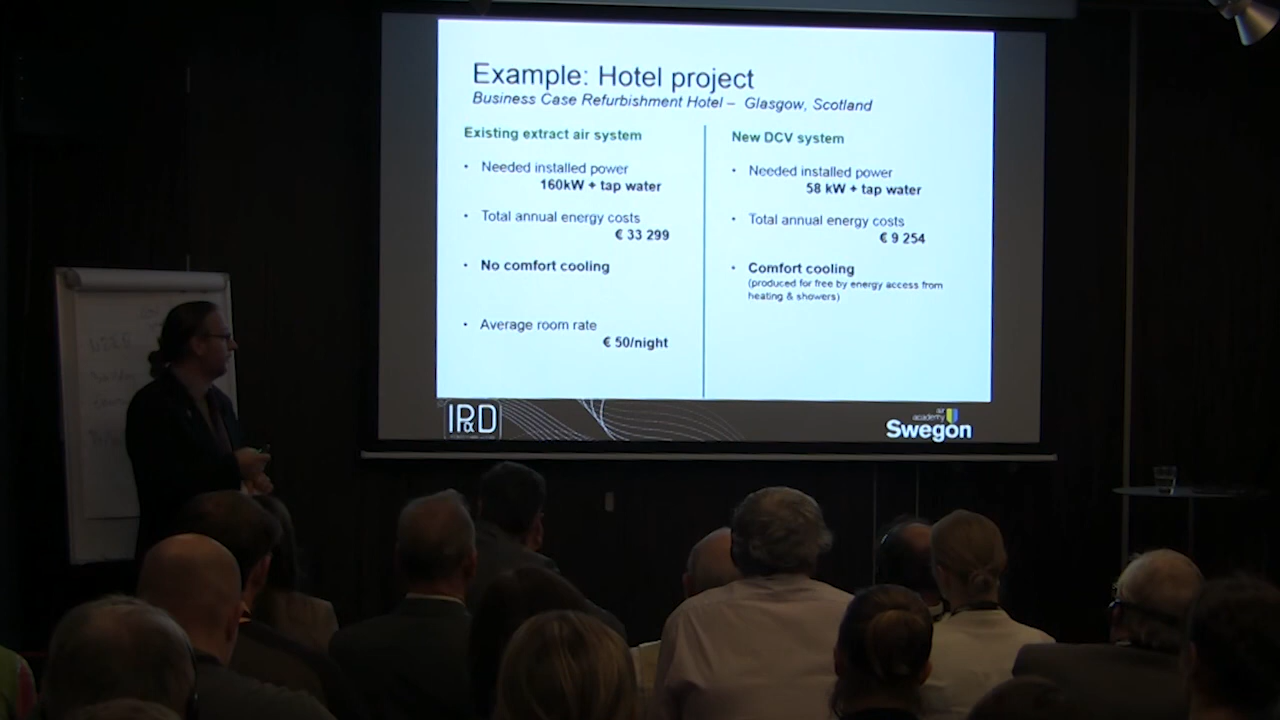 Example: Hotel project
Business Case Refurbishment Hotel – Glasgow, Scotland
Existing extract air system
• Needed installed power
160kW + tap water
• Total annual energy costs
€ 33 299
• No comfort cooling
• Average room rate
€ 50/night
New DCV system
• Needed installed power
58 kW + tap water
• Total annual energy costs
€ 9 254
• Comfort cooling
(produced for free by energy access from
heating & showers)
IR&D
air
academy
Swegon